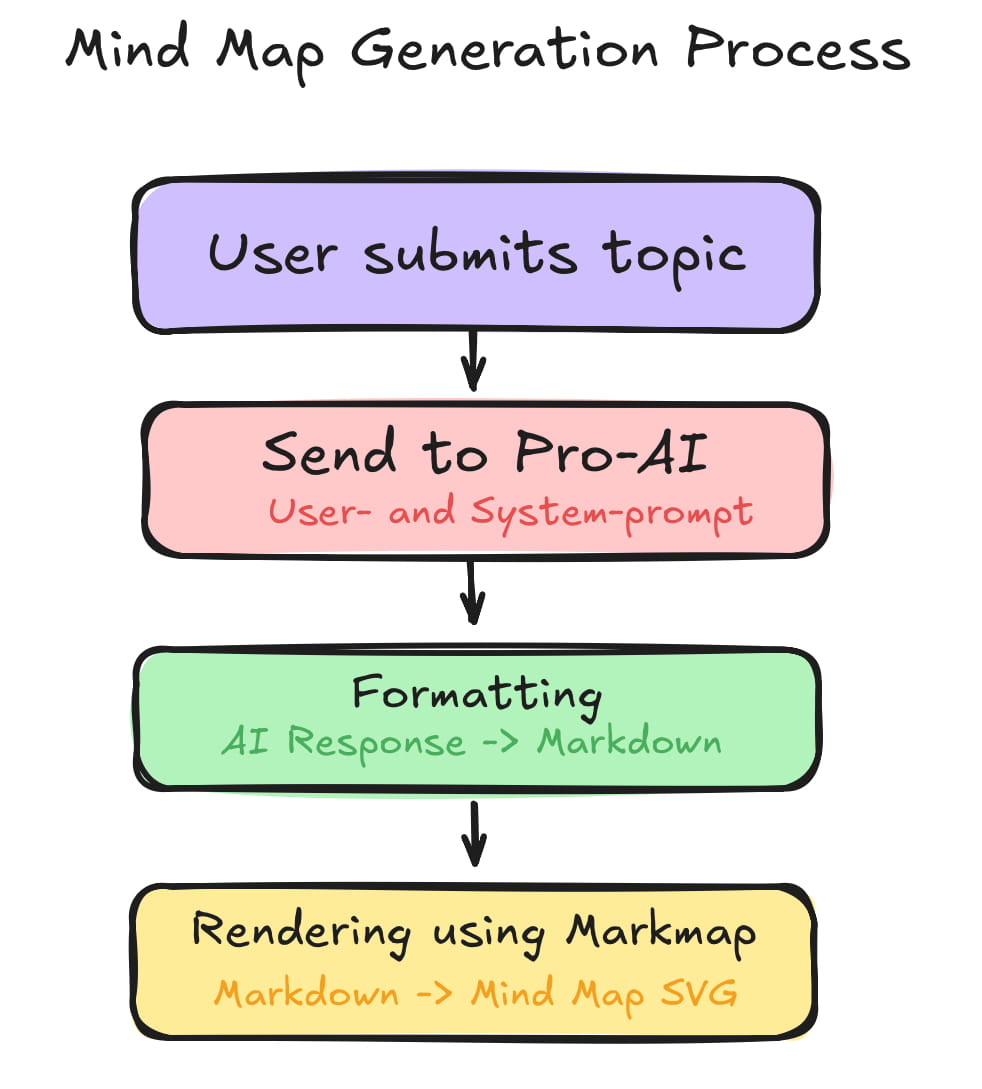 Mind Map Generation Process
User submits topic
Send to Pro-AI
User- and System-prompt
Formatting
AI Response -> Markdown
Rendering using Markmap
Markdown -> Mind Map SVG